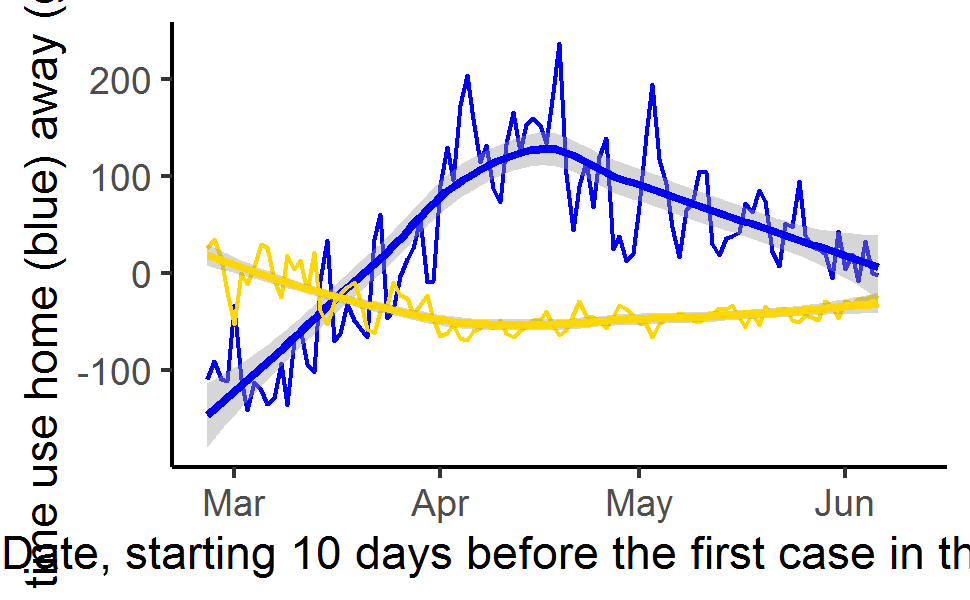 time use home (blue) away (
200
100
0
-100
Mar Apr May Jun
Date, starting 10 days before the first case in th